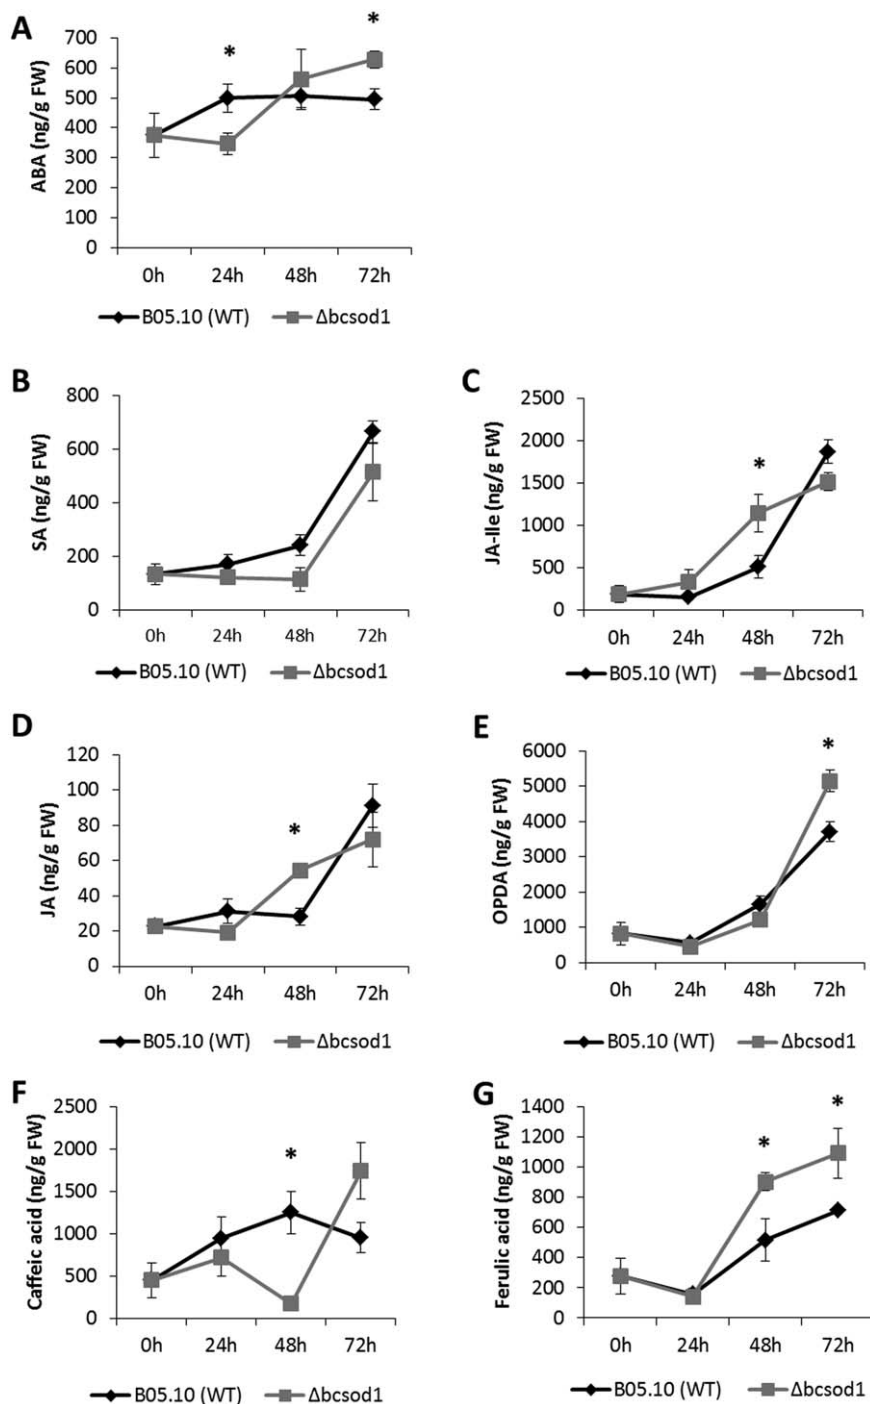 A
*
*
700
600
500
400
300
200
100
0
ABA (ng/g FW)
0h 24h 48h 72h
B05.10 (WT) Δbcsod1
B
800
600
400
200
0
SA (ng/g FW)
0h 24h 48h 72h
B05.10 (WT) Δbcsod1
C
2500
2000
1500
1000
500
0
JA-Ile (ng/g FW)
*
0h 24h 48h 72h
B05.10 (WT) Δbcsod1
D
120
100
80
60
40
20
0
JA (ng/g FW)
*
0h 24h 48h 72h
B05.10 (WT) Δbcsod1
E
6000
5000
4000
3000
2000
1000
0
OPDA (ng/g FW)
*
0h 24h 48h 72h
B05.10 (WT) Δbcsod1
F
2500
2000
1500
1000
500
0
Caffeic acid (ng/g FW)
*
0h 24h 48h 72h
B05.10 (WT) Δbcsod1
G
1400
1200
1000
800
600
400
200
0
Ferulic acid (ng/g FW)
*
*
0h 24h 48h 72h
B05.10 (WT) Δbcsod1